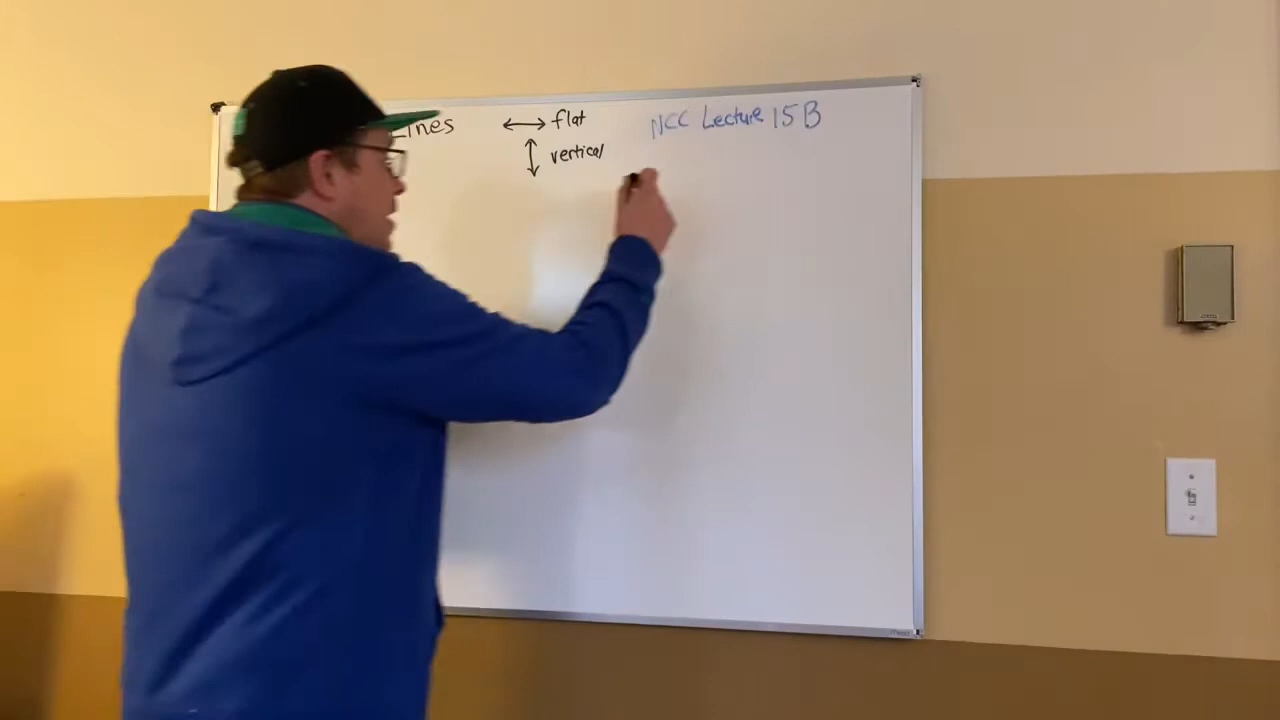 Lines ↔ flat NCC Lecture 15B
↕ vertical